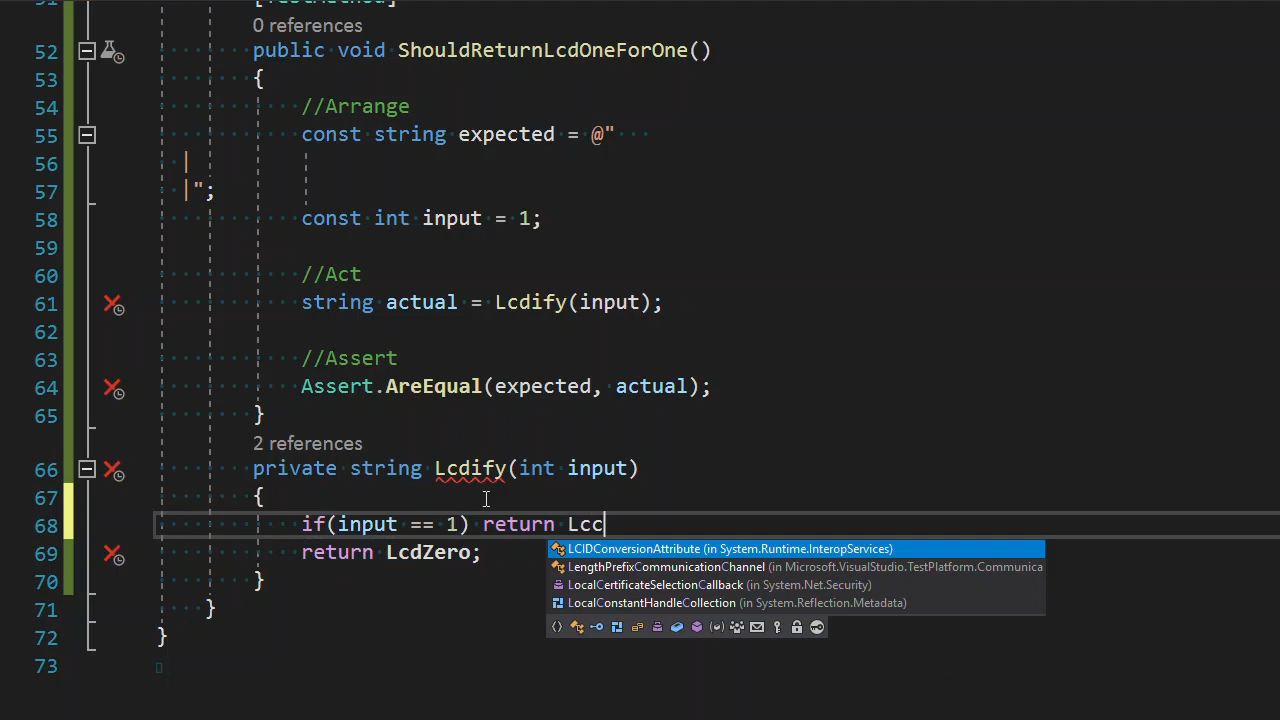 51 [TestMethod]
0 references
52 public void ShouldReturnLcdOneForOne()
53 {
54 //Arrange
55 const string expected = @"
56 |
57 |";
58 const int input = 1;
59
60 //Act
61 string actual = Lcdify(input);
62
63 //Assert
64 Assert.AreEqual(expected, actual);
65 }
2 references
66 private string Lcdify(int input)
67 {
68 if(input == 1) return Lcc
69 return LcdZero;
70 }
71 }
72 }
73
LCIDConversionAttribute (in System.Runtime.InteropServices)
LengthPrefixCommunicationChannel (in Microsoft.VisualStudio.TestPlatform.Communica
LocalCertificateSelectionCallback (in System.Net.Security)
LocalConstantHandleCollection (in System.Reflection.Metadata)